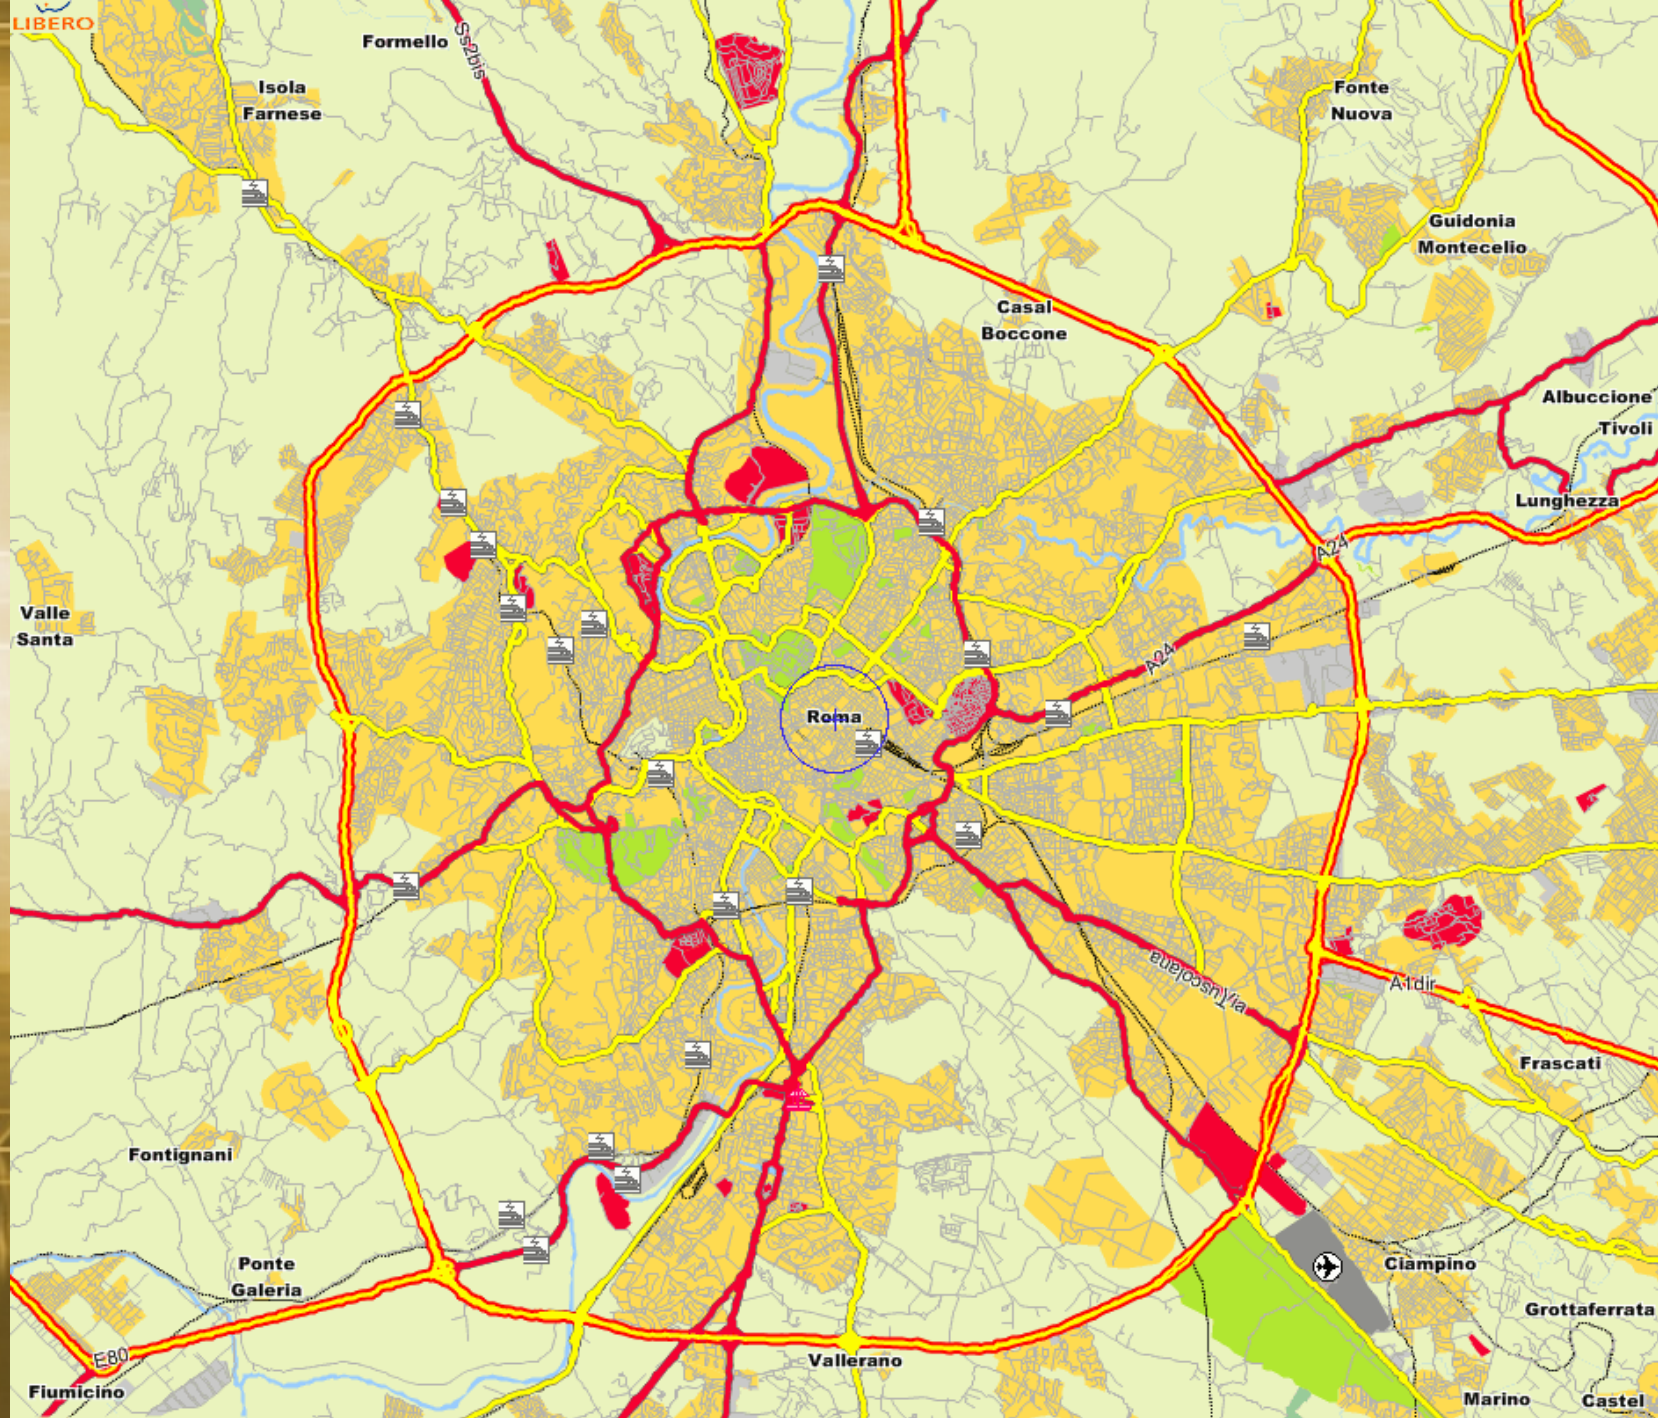 LIBERO
Formello
Ss2bis
Isola
Farnese
Fonte
Nuova
Guidonia
Montecelio
Casal
Boccone
Albuccione
Tivoli
Lunghezza
A24
Valle
Santa
A24
Roma
Via Tuscolana
A1dir
Frascati
Fontignani
Ponte
Galeria
Ciampino
Grottaferrata
E80
Vallerano
Fiumicino
Marino
Castel